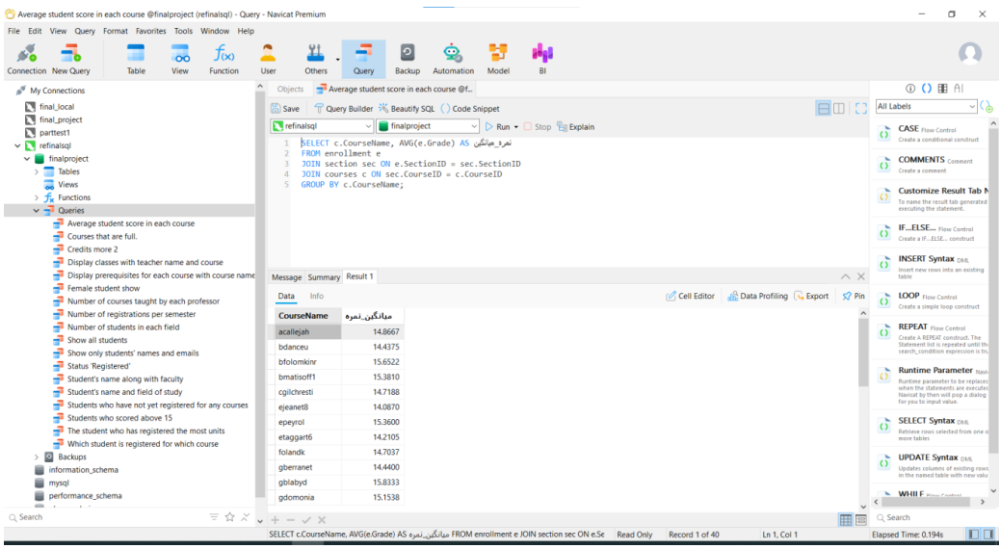 Average student score in each course @finalproject (refinalsql) - Query - Navicat Premium
File Edit View Query Format Favorites Tools Window Help
Connection New Query Table View Function User Others Query Backup Automation Model BI
My Connections
final_local
final_project
parttest1
refinalsql
finalproject
Tables
Views
Functions
Queries
Average student score in each course
Courses that are full.
Credits more 2
Display classes with teacher name and course
Display prerequisites for each course with course name
Female student show
Number of courses taught by each professor
Number of registrations per semester
Number of students in each field
Show all students
Show only students' names and emails
Status 'Registered'
Student's name along with faculty
Student's name and field of study
Students who have not yet registered for any courses
Students who scored above 15
The student who has registered the most units
Which student is registered for which course
Backups
information_schema
mysql
performance_schema
Search
Objects Average student score in each course @f...
Save Query Builder Beautify SQL Code Snippet
refinalsql finalproject Run Stop Explain
1 SELECT c.CourseName, AVG(e.Grade) AS نمره_میانگین
2 FROM enrollment e
3 JOIN section sec ON e.SectionID = sec.SectionID
4 JOIN courses c ON sec.CourseID = c.CourseID
5 GROUP BY c.CourseName;
Message Summary Result 1
Data Info Cell Editor Data Profiling Export Pin
CourseName میانگین_نمره
acallejah 14.8667
bdanceu 14.4375
bfolomkinr 15.6522
bmatisoff1 15.3810
cgilchresti 14.7188
ejeanet8 14.0870
epeyrol 15.3600
etaggart6 14.2105
folandk 14.7037
gberranet 14.4400
gblabyd 15.8333
gdomonia 15.1538
SELECT c.CourseName, AVG(e.Grade) AS میانگین_نمره FROM enrollment e JOIN section sec ON e.Se Read Only Record 1 of 40 Ln 1, Col 1 Elapsed Time: 0.194s
All Labels
CASE Flow Control
Create a conditional construct
COMMENTS Comment
Create a comment
Customize Result Tab N
To name the result tab generated
executing the statement.
IF...ELSE... Flow Control
Create a IF...ELSE... construct
INSERT Syntax DML
Insert new rows into an existing
table
LOOP Flow Control
Create a simple loop construct
REPEAT Flow Control
Create A REPEAT construct. The
Statement list is repeated until th
search_condition expression is tru
Runtime Parameter Navi
Runtime parameter to be replaced
when the statements are executed
Navicat by then will pop a dialog
for you to input value.
SELECT Syntax DML
Retrieve rows selected from one o
more tables
UPDATE Syntax DML
Updates columns of existing rows
in the named table with new valu
WHILE Flow Control
Search